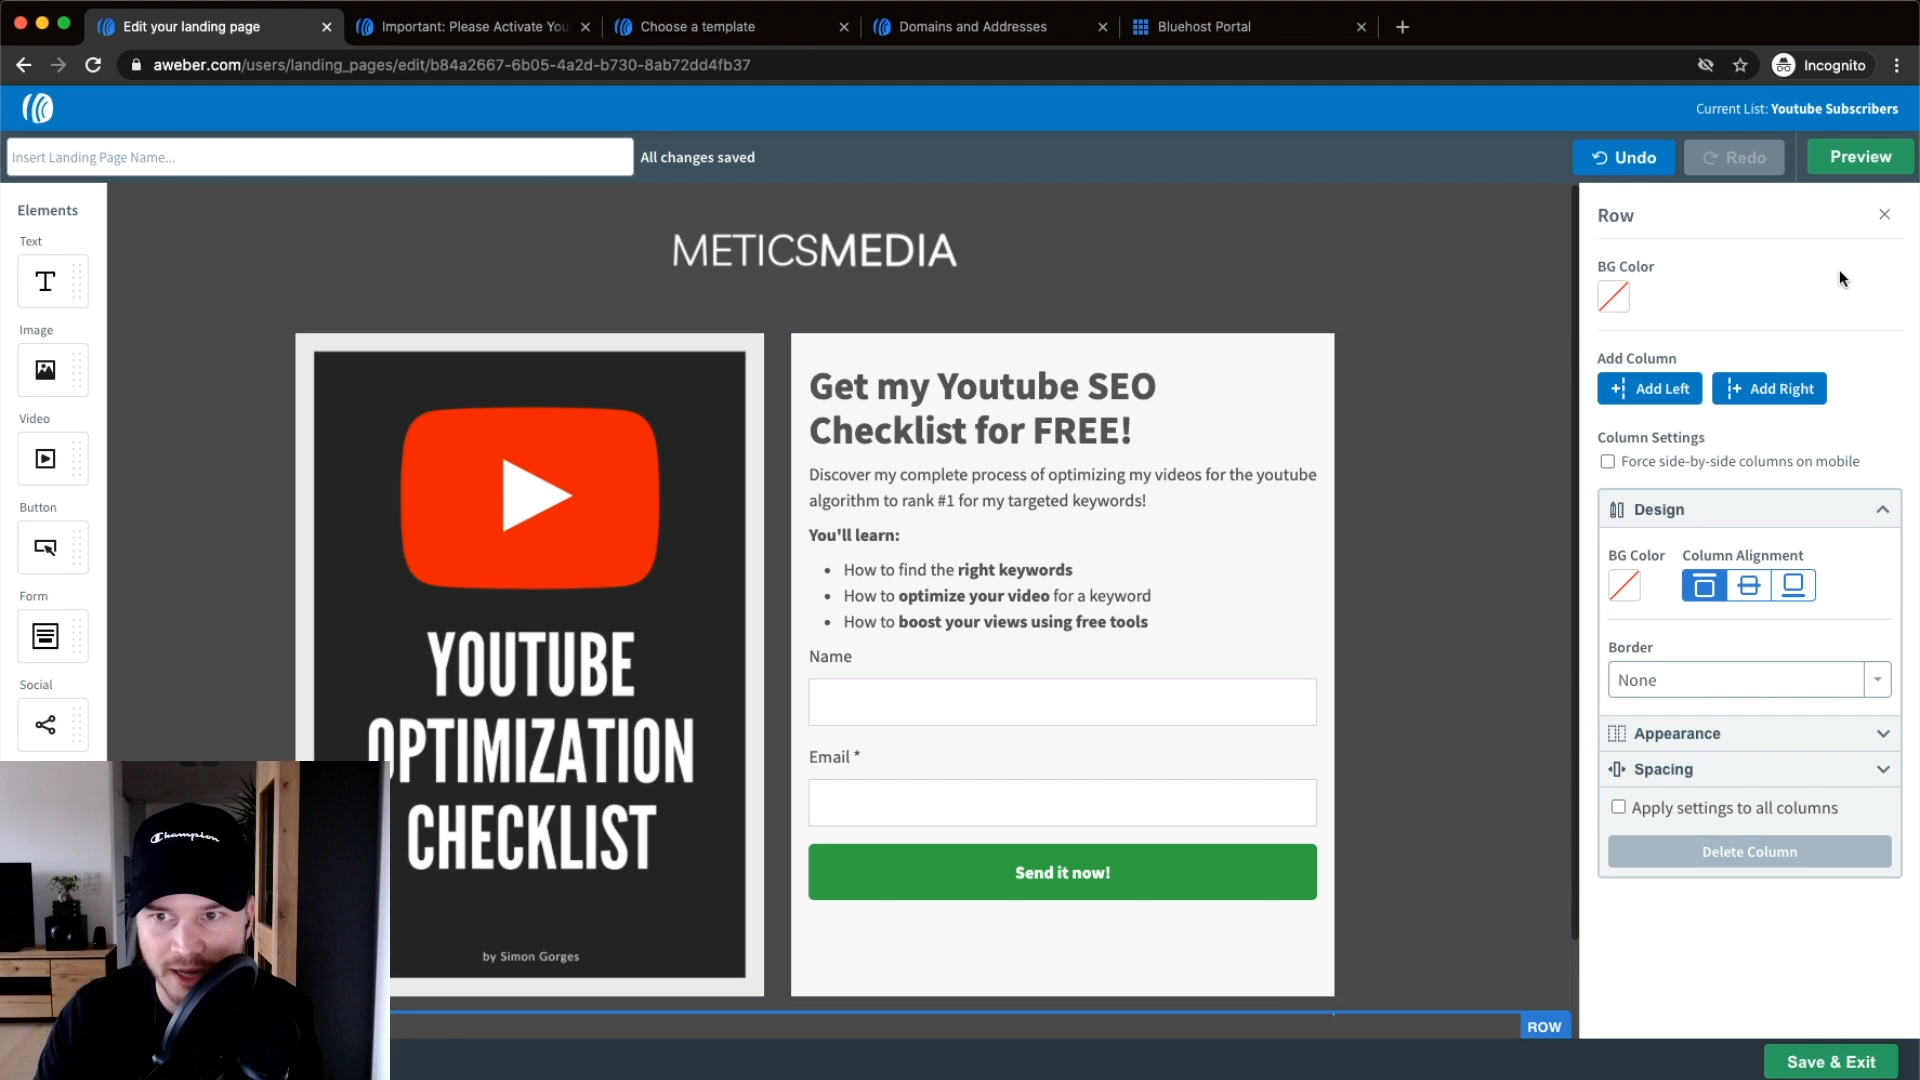 Edit your landing page
Important: Please Activate You
Choose a template
Domains and Addresses
Bluehost Portal
aweber.com/users/landing_pages/edit/b84a2667-6b05-4a2d-b730-8ab72dd4fb37
Incognito
Current List: Youtube Subscribers
Insert Landing Page Name...
All changes saved
Undo
Redo
Preview
Elements
Text
Image
Video
Button
Form
Social
METICSMEDIA
YOUTUBE
OPTIMIZATION
CHECKLIST
by Simon Gorges
Champion
Get my Youtube SEO
Checklist for FREE!
Discover my complete process of optimizing my videos for the youtube
algorithm to rank #1 for my targeted keywords!
You'll learn:
• How to find the right keywords
• How to optimize your video for a keyword
• How to boost your views using free tools
Name
Email *
Send it now!
ROW
Row
BG Color
Add Column
Add Left
Add Right
Column Settings
Force side-by-side columns on mobile
Design
BG Color
Column Alignment
Border
None
Appearance
Spacing
Apply settings to all columns
Delete Column
Save & Exit